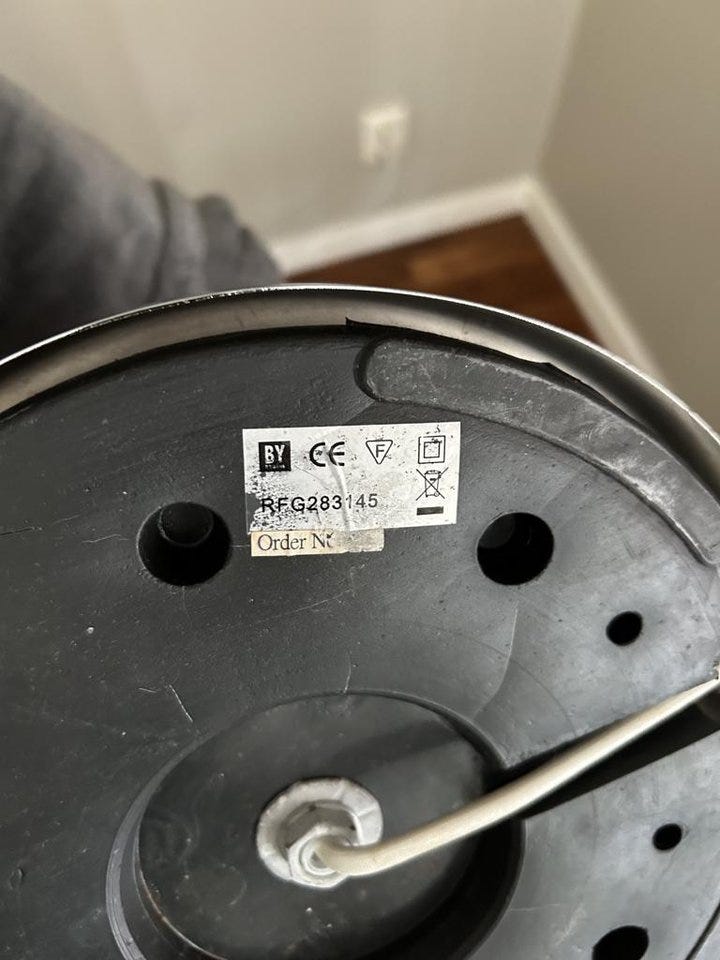 BY CE F
RFG283145
Order